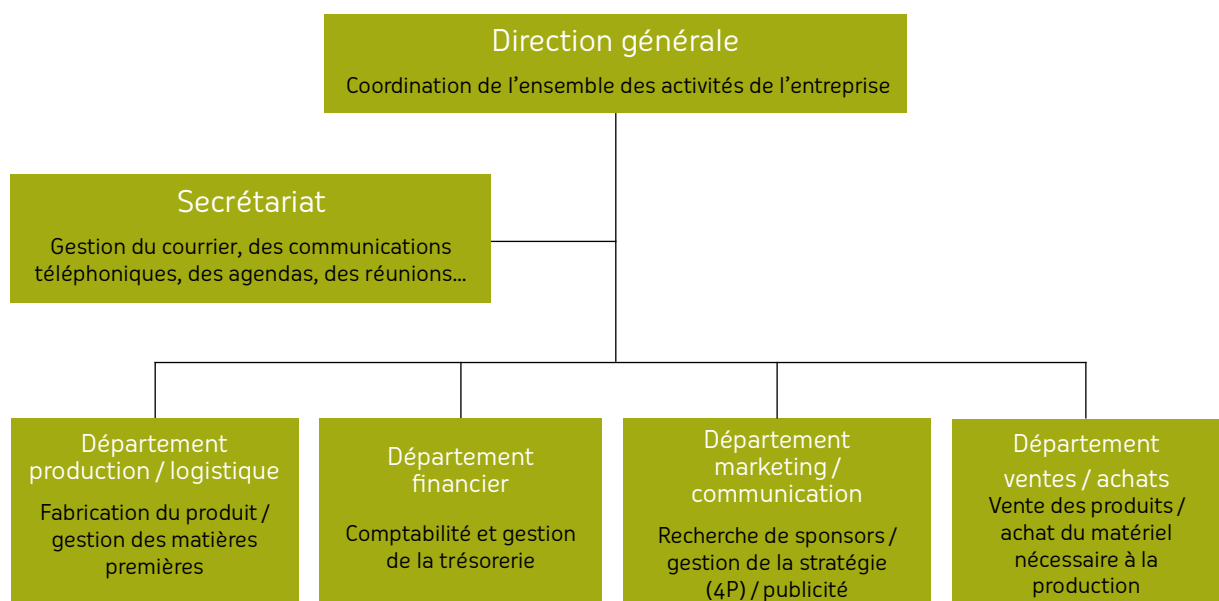 Direction générale
Coordination de l'ensemble des activités de l'entreprise
Secrétariat
Gestion du courrier, des communications
téléphoniques, des agendas, des réunions…
Département
production / logistique
Fabrication du produit /
gestion des matières
premières
Département
financier
Comptabilité et gestion
de la trésorerie
Département
marketing /
communication
Recherche de sponsors /
gestion de la stratégie
(4P) / publicité
Département
ventes / achats
Vente des produits /
achat du matériel
nécessaire à la
production